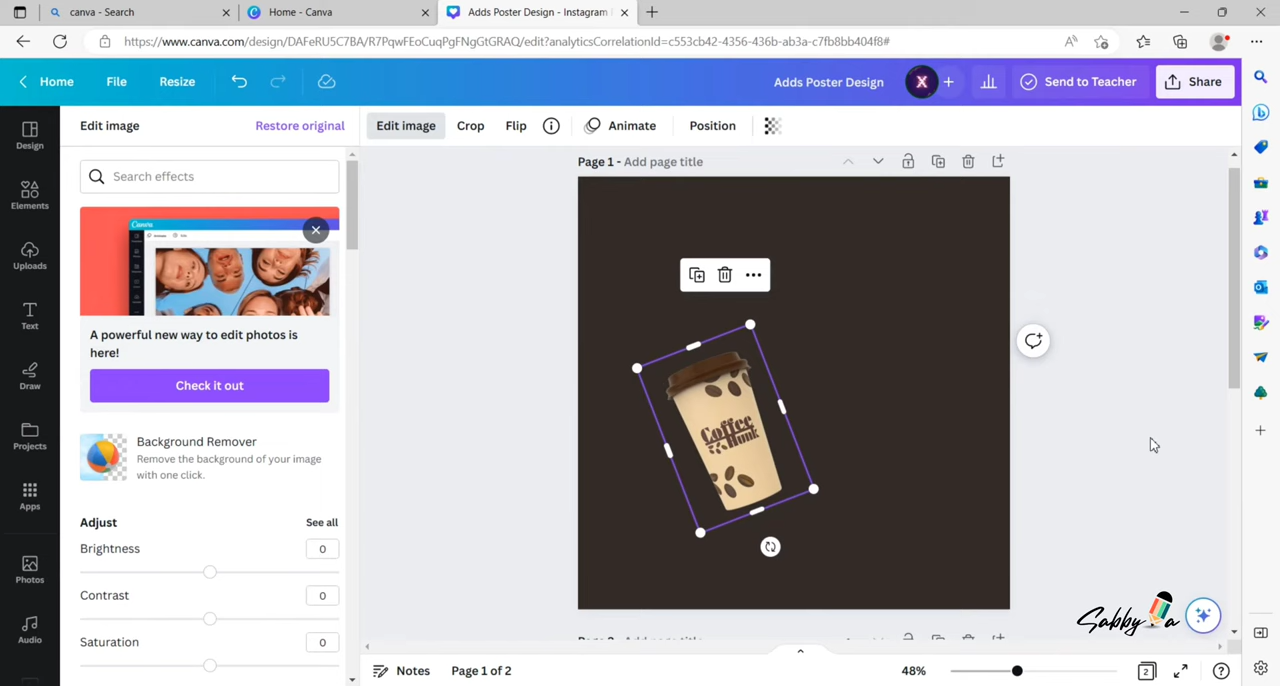 canva - Search
Home - Canva
Adds Poster Design - Instagram
https://www.canva.com/design/DAFeRU5C7BA/R7PqwFEoCuqPgFNgGtGRAQ/edit?analyticsCorrelationId=c553cb42-4356-436b-ab3a-c7fb8bb404f8#
Home
File
Resize
Adds Poster Design
X
Send to Teacher
Share
Design
Elements
Uploads
Text
Draw
Projects
Apps
Photos
Audio
Edit image
Restore original
Search effects
Canva
A powerful new way to edit photos is
here!
Check it out
Background Remover
Remove the background of your image
with one click.
Adjust
See all
Brightness
0
Contrast
0
Saturation
0
Edit image
Crop
Flip
Animate
Position
Page 1 - Add page title
Coffee
Hunk
Sabby
a
Notes
Page 1 of 2
48%
2